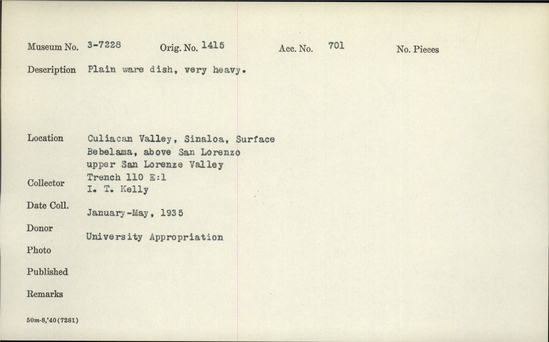 Museum No. 3-7228 Orig. No. 1415 Acc. No. 701 No. Pieces
Description Plain ware dish, very heavy.
Location Culiacan Valley, Sinaloa, Surface
Bebelama, above San Lorenzo
upper San Lorenzo Valley
Trench 110 E:1
Collector I. T. Kelly
Date Coll. January-May, 1935
Donor University Appropriation
Photo
Published
Remarks
50m-8,'40(7281)